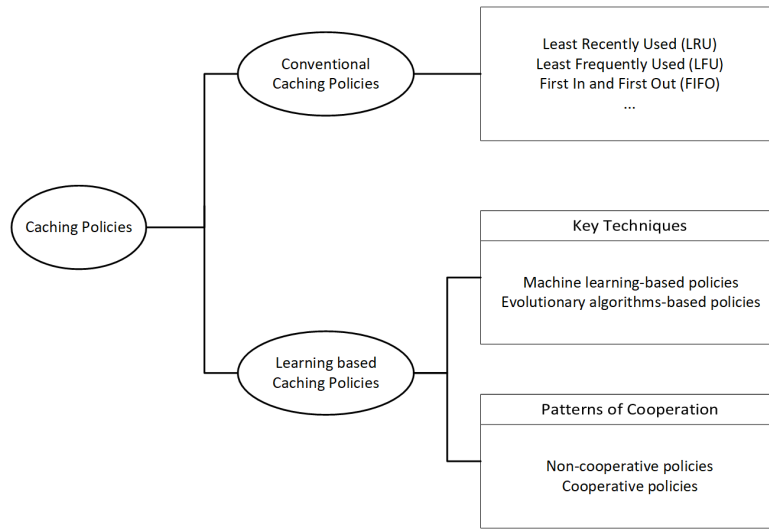 Conventional
Caching Policies
Least Recently Used (LRU)
Least Frequently Used (LFU)
First In and First Out (FIFO)
...
Caching Policies
Key Techniques
Machine learning-based policies
Evolutionary algorithms-based policies
Learning based
Caching Policies
Patterns of Cooperation
Non-cooperative policies
Cooperative policies